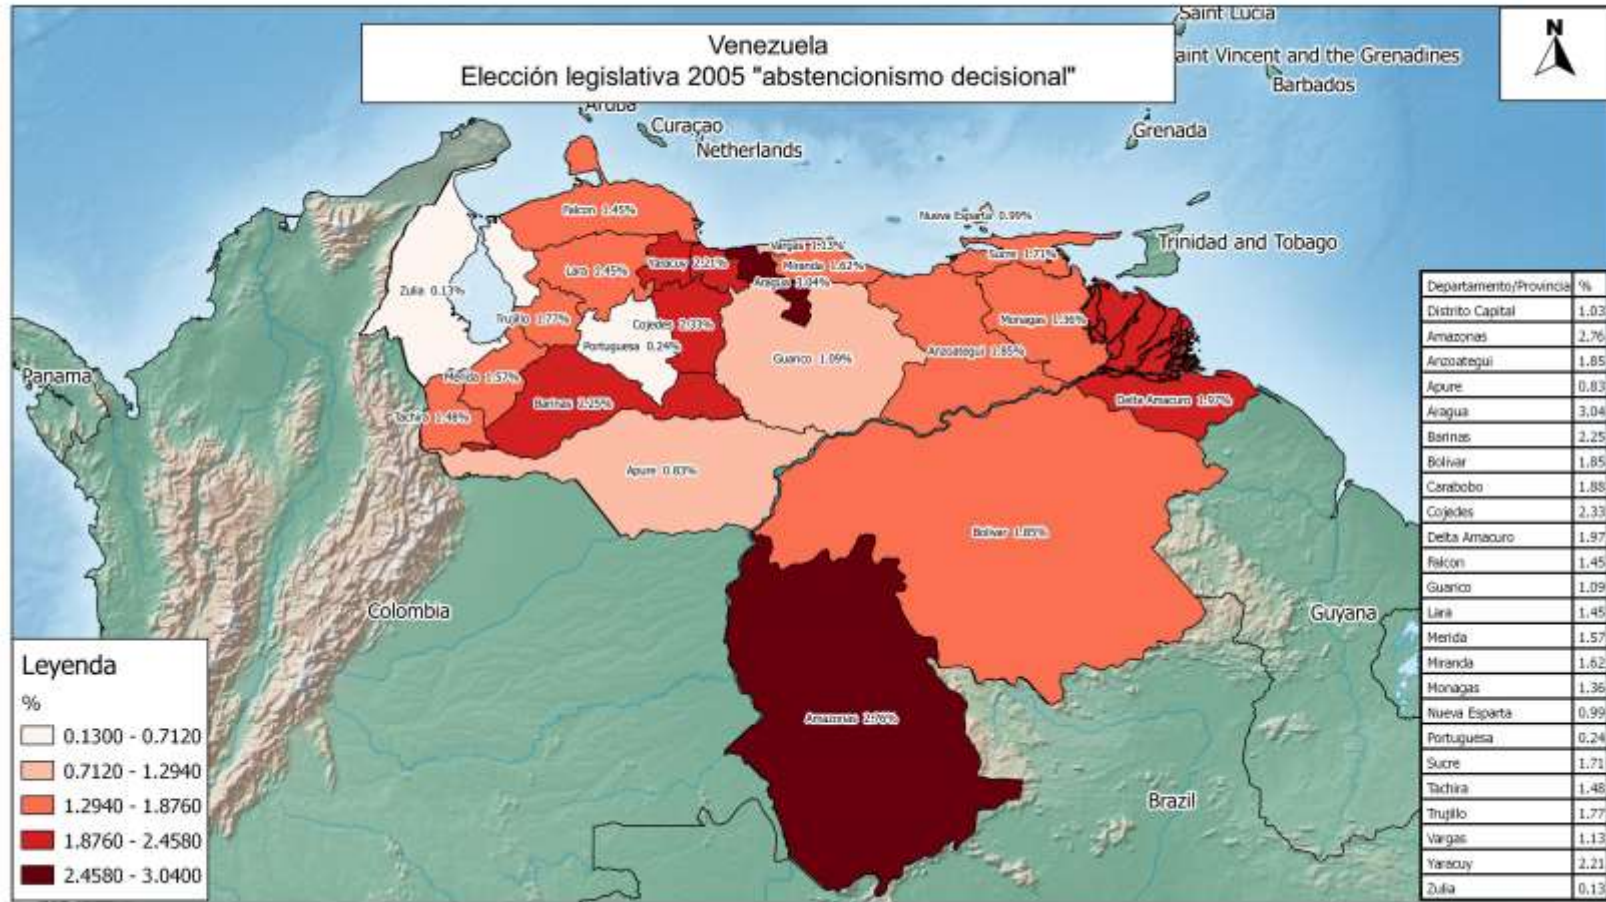 Venezuela
Elección legislativa 2005 "abstencionismo decisional"
N
Saint Lucia
aint Vincent and the Grenadines
Barbados
Grenada
Aruba
Curaçao
Netherlands
Trinidad and Tobago
Panama
Colombia
Guyana
Brazil
Falcon 1.45%
Nueva Esparta 0.99%
Vargas 1.13%
Lara 1.45%
Yaracuy 2.21%
Miranda 1.62%
Sucre 1.71%
Aragua 3.04%
Zulia 0.13%
Trujillo 1.77%
Cojedes 2.33%
Monagas 1.36%
Portuguesa 0.24%
Guarico 1.09%
Anzoategui 1.85%
Merida 1.57%
Barinas 2.25%
Delta Amacuro 1.97%
Tachira 1.48%
Apure 0.83%
Bolivar 1.85%
Amazonas 2.76%
Leyenda
%
0.1300 - 0.7120
0.7120 - 1.2940
1.2940 - 1.8760
1.8760 - 2.4580
2.4580 - 3.0400
Departamento/Provincia %
Distrito Capital 1.03
Amazonas 2.76
Anzoategui 1.85
Apure 0.83
Aragua 3.04
Barinas 2.25
Bolivar 1.85
Carabobo 1.88
Cojedes 2.33
Delta Amacuro 1.97
Falcon 1.45
Guarico 1.09
Lara 1.45
Merida 1.57
Miranda 1.62
Monagas 1.36
Nueva Esparta 0.99
Portuguesa 0.24
Sucre 1.71
Tachira 1.48
Trujillo 1.77
Vargas 1.13
Yaracuy 2.21
Zulia 0.13